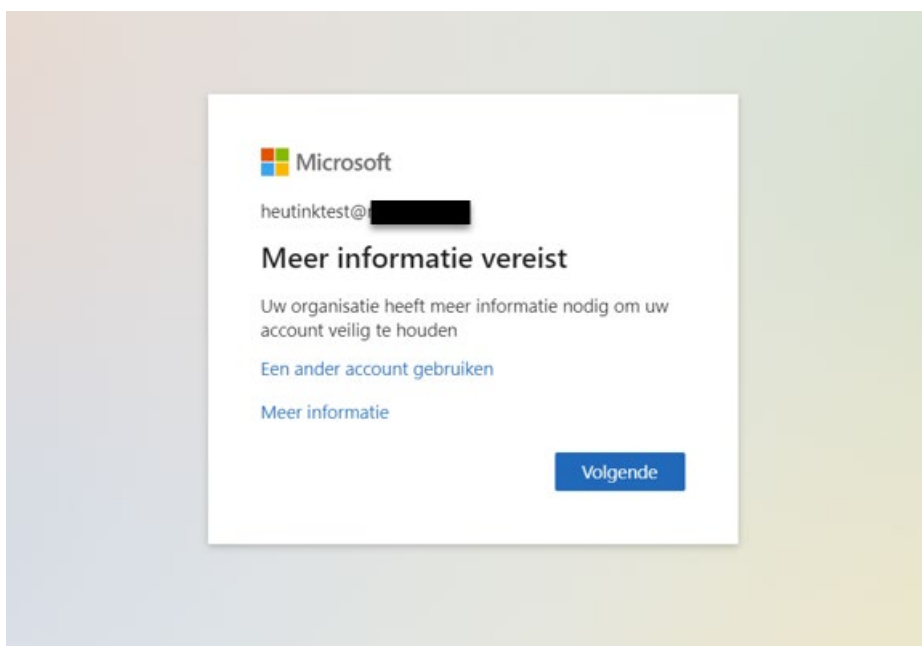 Microsoft
heutinktest@
Meer informatie vereist
Uw organisatie heeft meer informatie nodig om uw
account veilig te houden
Een ander account gebruiken
Meer informatie
Volgende